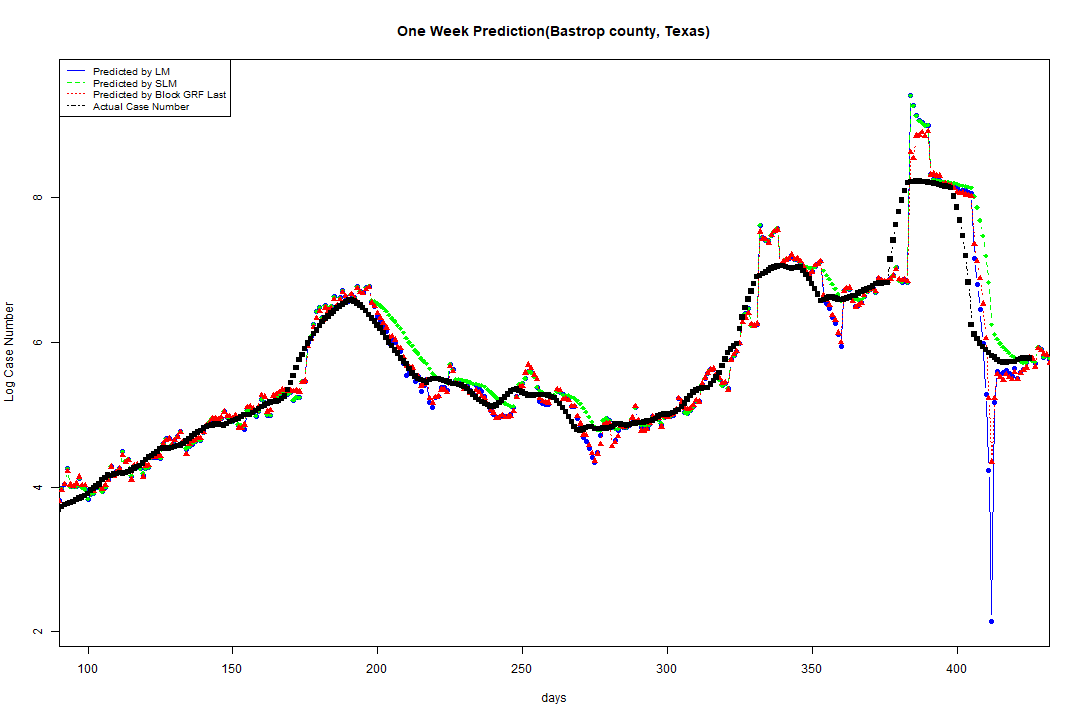 One Week Prediction(Bastrop county, Texas)
Predicted by LM
Predicted by SLM
Predicted by Block GRF Last
Actual Case Number
8
6
4
2
Log Case Number
100 150 200 250 300 350 400
days